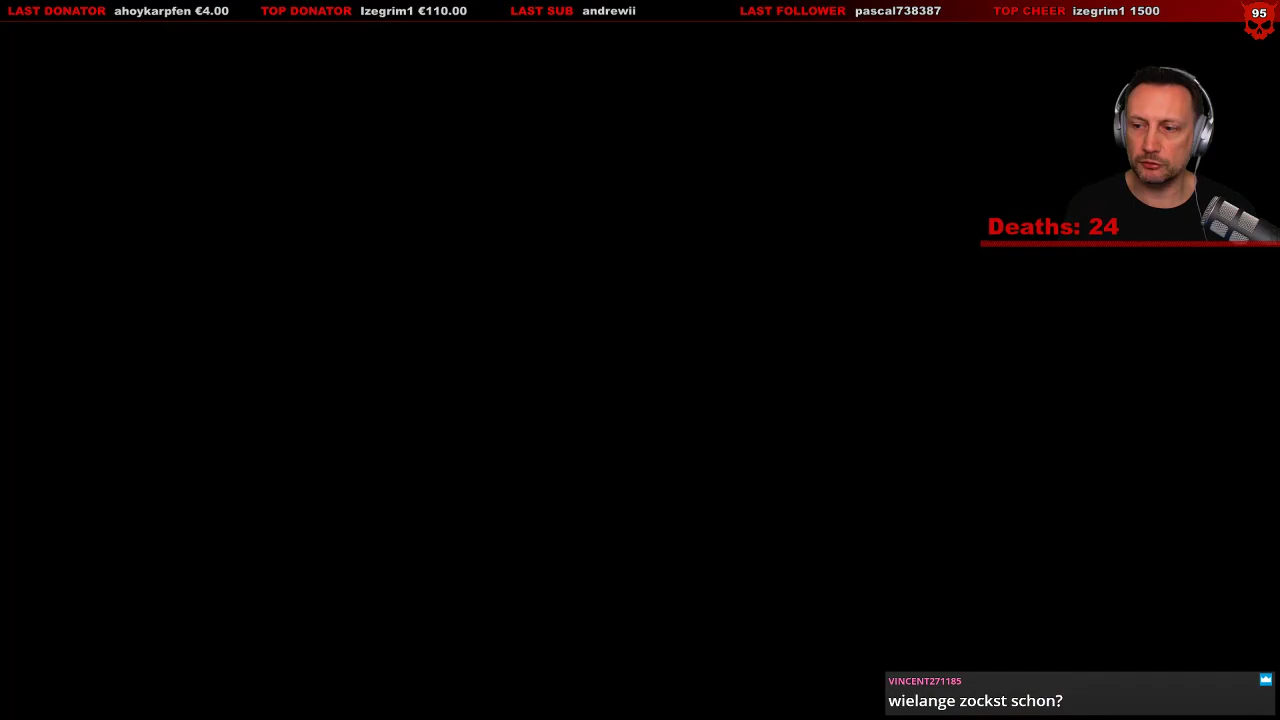 LAST DONATOR ahoykarpfen €4.00 TOP DONATOR Izegrim1 €110.00 LAST SUB andrewii LAST FOLLOWER pascal738387 TOP CHEER izegrim1 1500 95
Deaths: 24
VINCENT271185
wielange zockst schon?